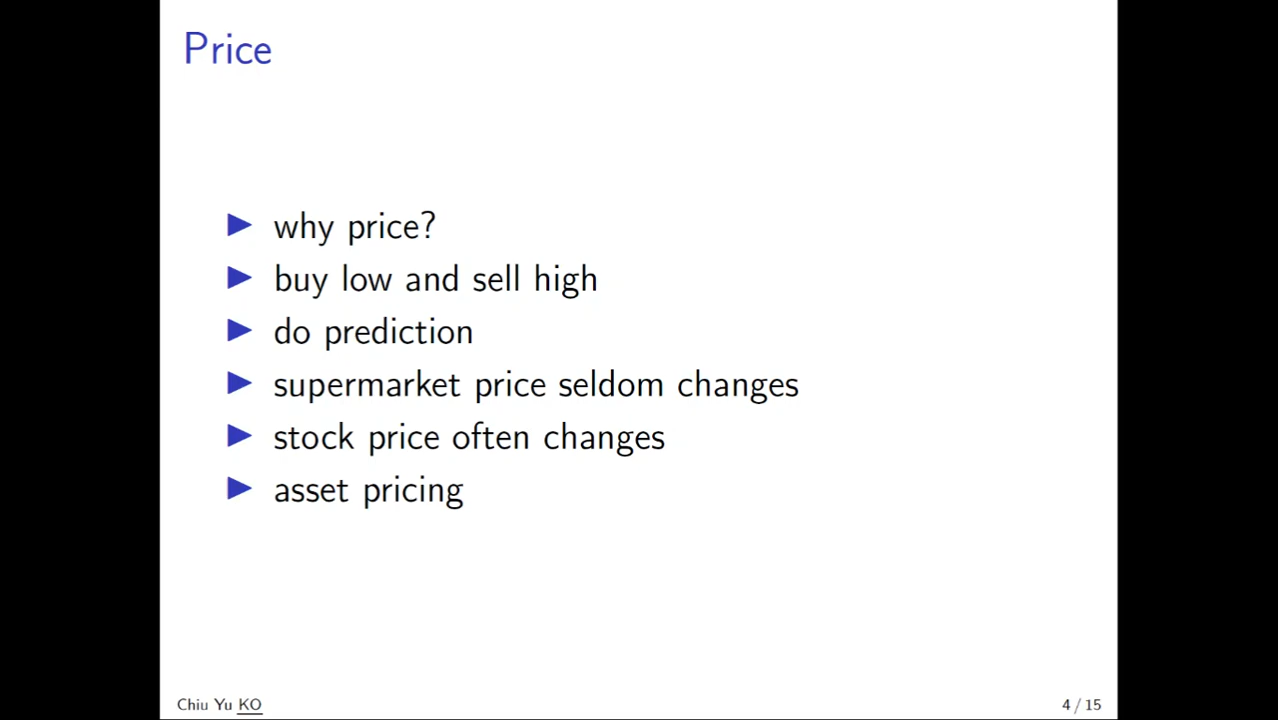 Price
▶ why price?
▶ buy low and sell high
▶ do prediction
▶ supermarket price seldom changes
▶ stock price often changes
▶ asset pricing
Chiu Yu KO
4 / 15